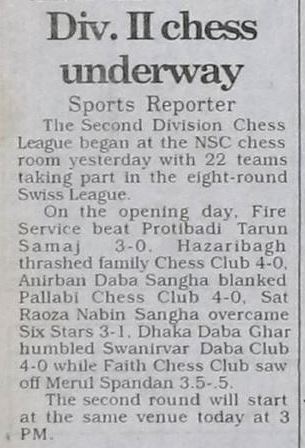 Div. II chess
underway
Sports Reporter
The Second Division Chess
League began at the NSC chess
room yesterday with 22 teams
taking part in the eight-round
Swiss League.
On the opening day, Fire
Service beat Protibadi Tarun
Samaj 3-0, Hazaribagh
thrashed family Chess Club 4-0,
Anirban Daba Sangha blanked
Pallabi Chess Club 4-0, Sat
Raoza Nabin Sangha overcame
Six Stars 3-1, Dhaka Daba Ghar
humbled Swanirvar Daba Club
4-0 while Faith Chess Club saw
off Merul Spandan 3.5-.5.
The second round will start
at the same venue today at 3
PM.